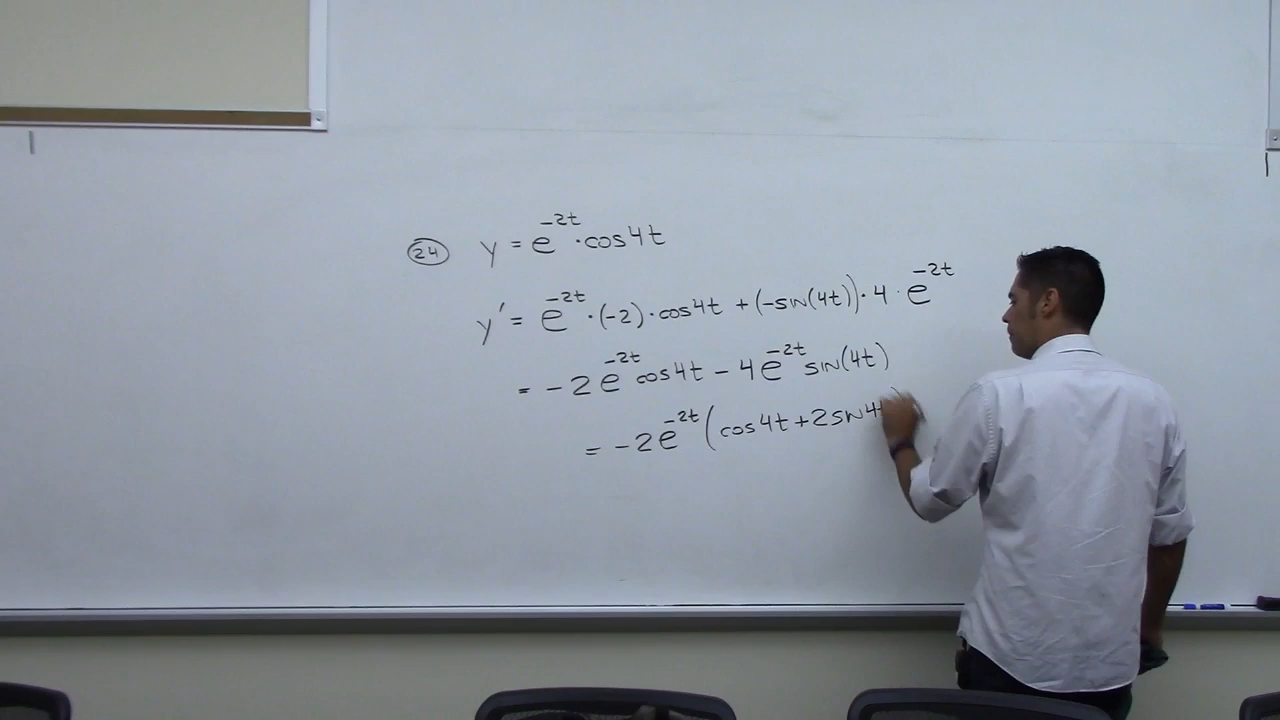 24 y = e^{-2t} · cos4t
y' = e^{-2t} · (-2) · cos4t + (-sin(4t)) · 4 · e^{-2t}
= -2e^{-2t} cos4t - 4e^{-2t} sin(4t)
= -2e^{-2t} (cos4t + 2sin4t)